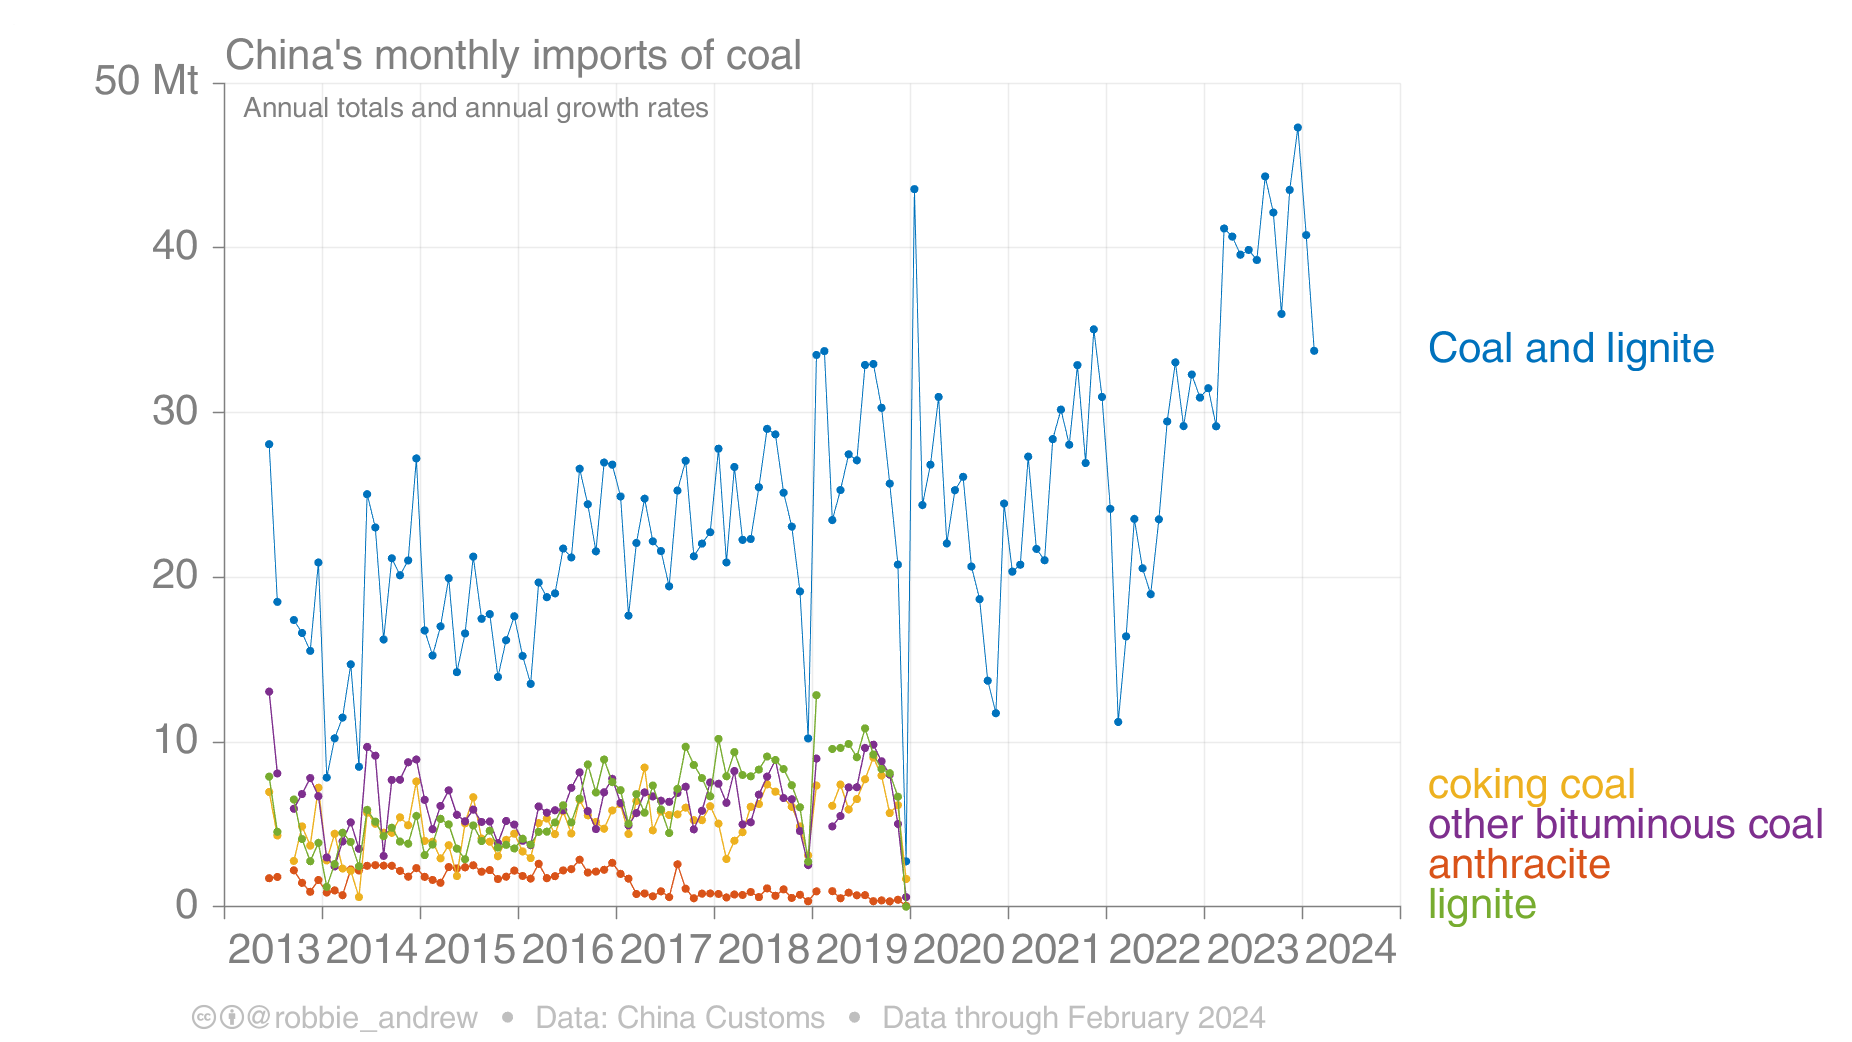 China's monthly imports of coal
50 Mt
Annual totals and annual growth rates
40
30
20
10
0
Coal and lignite
coking coal
other bituminous coal
anthracite
lignite
2013 2014 2015 2016 2017 2018 2019 2020 2021 2022 2023 2024
cc @robbie_andrew • Data: China Customs • Data through February 2024